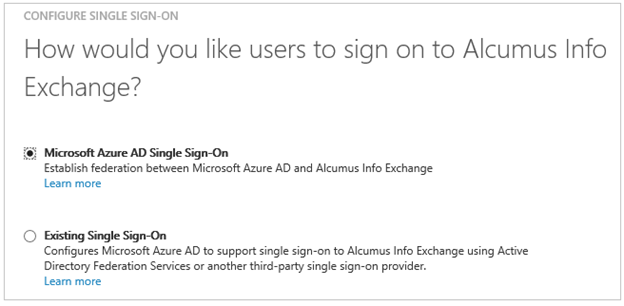 CONFIGURE SINGLE SIGN-ON
How would you like users to sign on to Alcumus Info
Exchange?
Microsoft Azure AD Single Sign-On
Establish federation between Microsoft Azure AD and Alcumus Info Exchange
Learn more
Existing Single Sign-On
Configures Microsoft Azure AD to support single sign-on to Alcumus Info Exchange using Active
Directory Federation Services or another third-party single sign-on provider.
Learn more